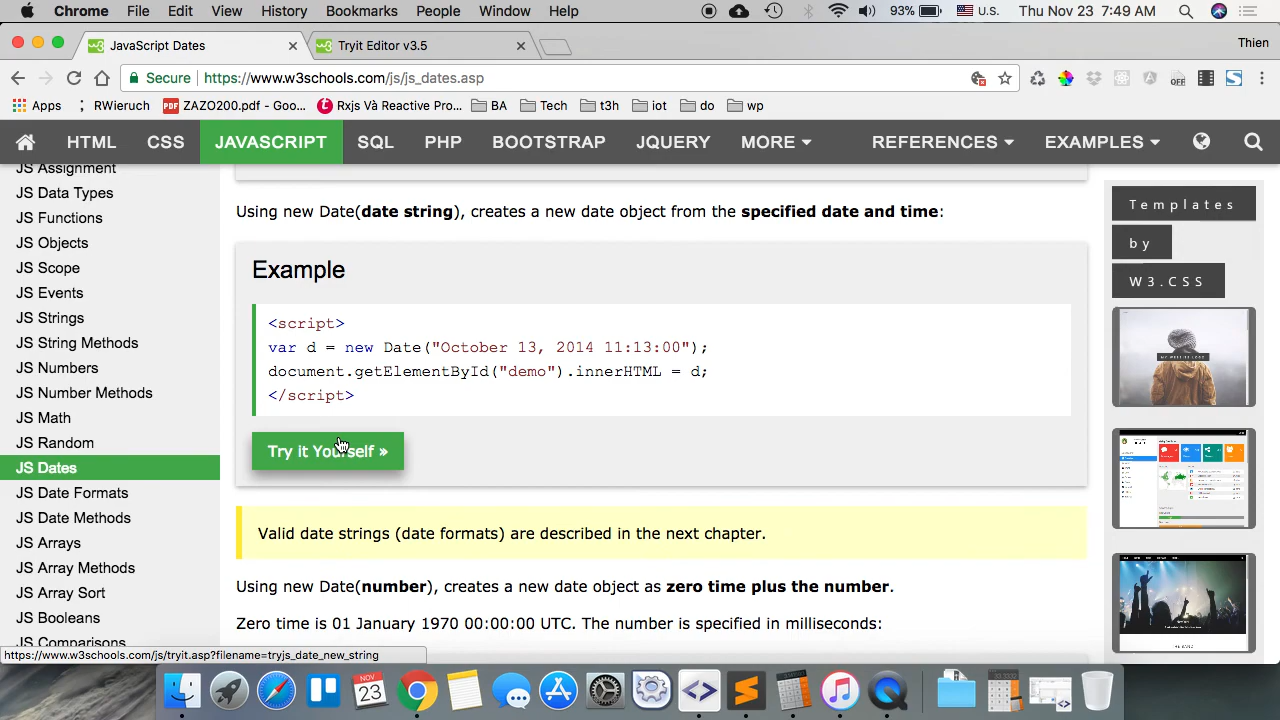 Chrome File Edit View History Bookmarks People Window Help 93% U.S. Thu Nov 23 7:49 AM
JavaScript Dates Tryit Editor v3.5 Thien
Secure https://www.w3schools.com/js/js_dates.asp OFF
Apps RWieruch ZAZO200.pdf - Goo... Rxjs Và Reactive Pro... BA Tech t3h iot do wp
HTML CSS JAVASCRIPT SQL PHP BOOTSTRAP JQUERY MORE REFERENCES EXAMPLES
JS Assignment
JS Data Types
JS Functions
JS Objects
JS Scope
JS Events
JS Strings
JS String Methods
JS Numbers
JS Number Methods
JS Math
JS Random
JS Dates
JS Date Formats
JS Date Methods
JS Arrays
JS Array Methods
JS Array Sort
JS Booleans
JS Comparisons
Using new Date(date string), creates a new date object from the specified date and time:
Example
<script>
var d = new Date("October 13, 2014 11:13:00");
document.getElementById("demo").innerHTML = d;
</script>
Try it Yourself »
Valid date strings (date formats) are described in the next chapter.
Using new Date(number), creates a new date object as zero time plus the number.
Zero time is 01 January 1970 00:00:00 UTC. The number is specified in milliseconds:
Templates
by
W3.CSS
MY WEBSITE LOGO
THE BAND
https://www.w3schools.com/js/tryit.asp?filename=tryjs_date_new_string
NOV
23